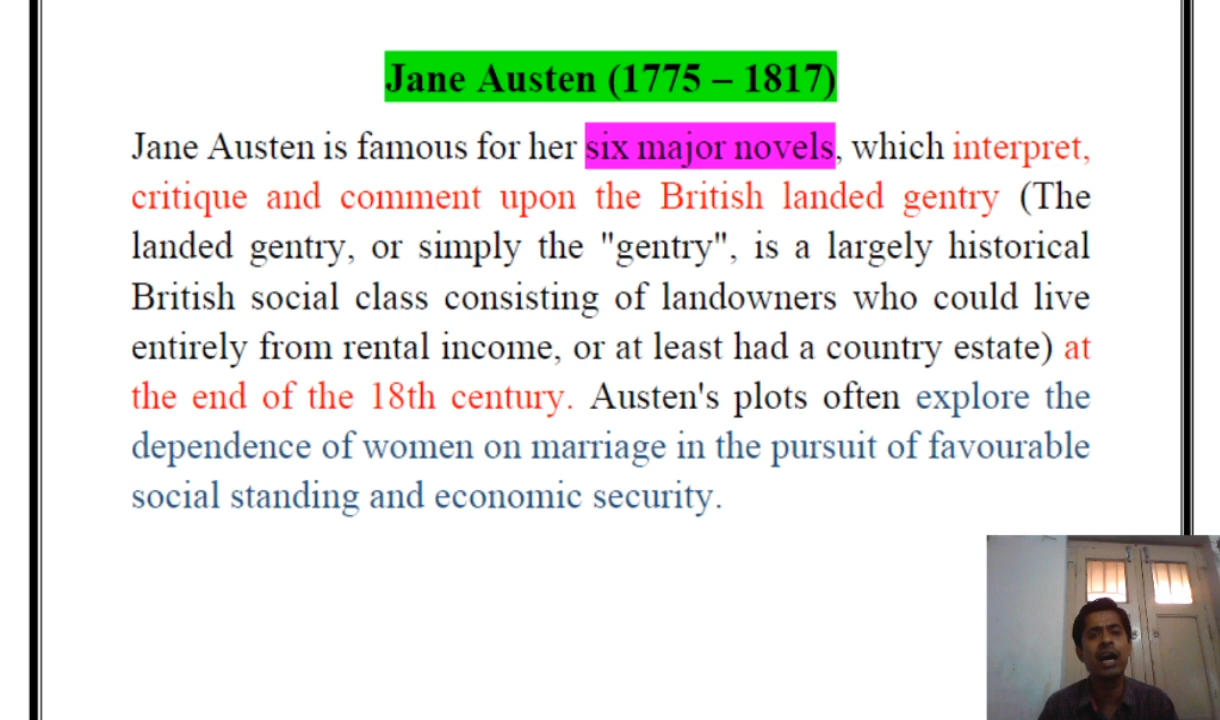 Jane Austen (1775 – 1817)
Jane Austen is famous for her six major novels, which interpret,
critique and comment upon the British landed gentry (The
landed gentry, or simply the "gentry", is a largely historical
British social class consisting of landowners who could live
entirely from rental income, or at least had a country estate) at
the end of the 18th century. Austen's plots often explore the
dependence of women on marriage in the pursuit of favourable
social standing and economic security.